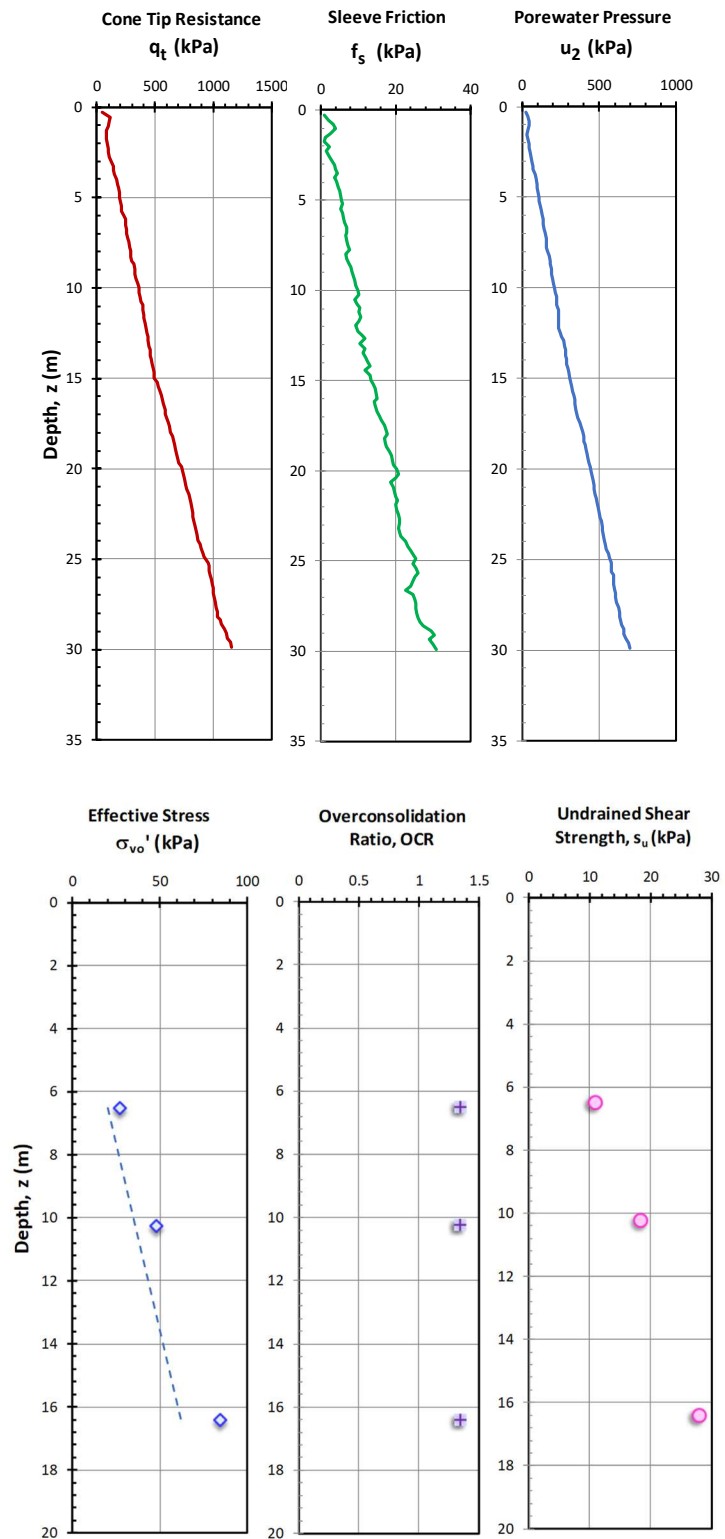 Cone Tip Resistance
qt (kPa)
0 500 1000 1500
0
5
10
15
20
25
30
35
Depth, z (m)
Sleeve Friction
fs (kPa)
0 20 40
0
5
10
15
20
25
30
35
Porewater Pressure
u2 (kPa)
0 500 1000
0
5
10
15
20
25
30
35
Effective Stress
σvo' (kPa)
0 50 100
0
2
4
6
8
10
12
14
16
18
20
Depth, z (m)
Overconsolidation
Ratio, OCR
0 0.5 1 1.5
0
2
4
6
8
10
12
14
16
18
20
Undrained Shear
Strength, su (kPa)
0 10 20 30
0
2
4
6
8
10
12
14
16
18
20